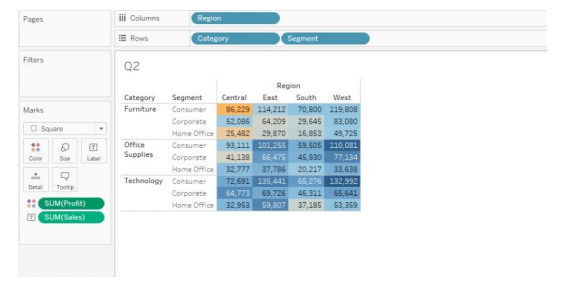 Pages
iii Columns Region
Rows Category Segment
Filters
Q2
Region
Category Segment Central East South West
Furniture Consumer 86,229 114,212 70,800 119,808
Corporate 52,086 64,209 29,645 83,080
Home Office 25,482 29,870 16,853 49,725
Office Supplies Consumer 93,111 101,255 59,505 110,081
Corporate 41,138 66,475 45,930 77,134
Home Office 32,777 37,786 20,217 33,638
Technology Consumer 72,691 135,441 65,276 132,992
Corporate 64,773 69,726 46,311 65,641
Home Office 32,953 59,807 37,185 53,359
Marks
Square
Color Size Label
Detail Tooltip
SUM(Profit)
SUM(Sales)